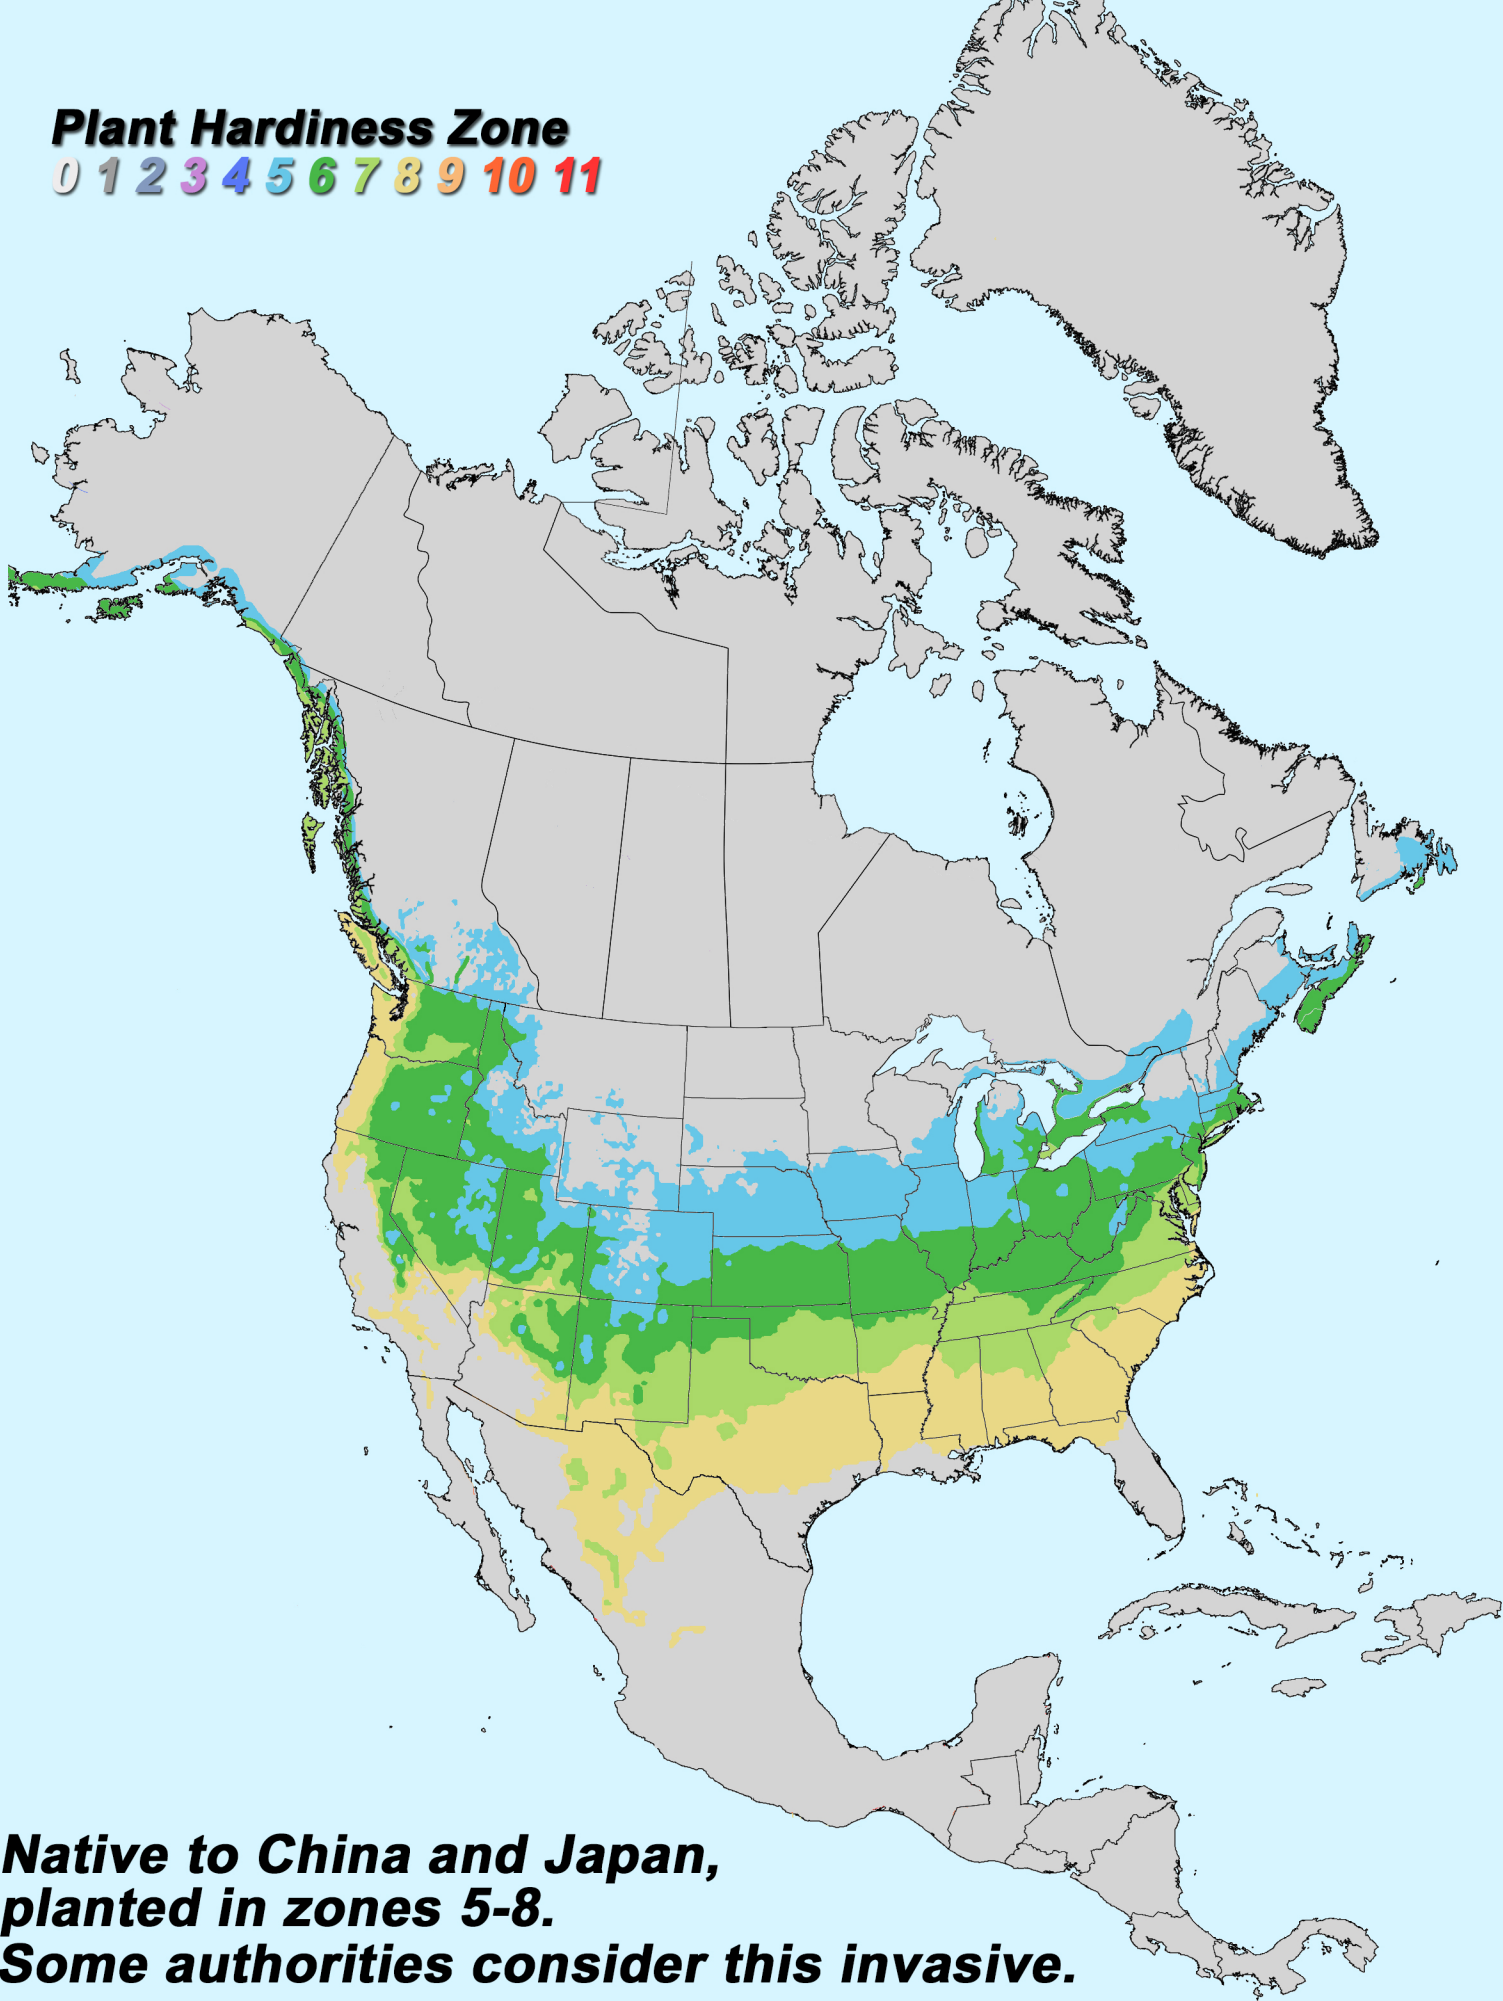 Plant Hardiness Zone
0 1 2 3 4 5 6 7 8 9 10 11
Native to China and Japan,
planted in zones 5-8.
Some authorities consider this invasive.